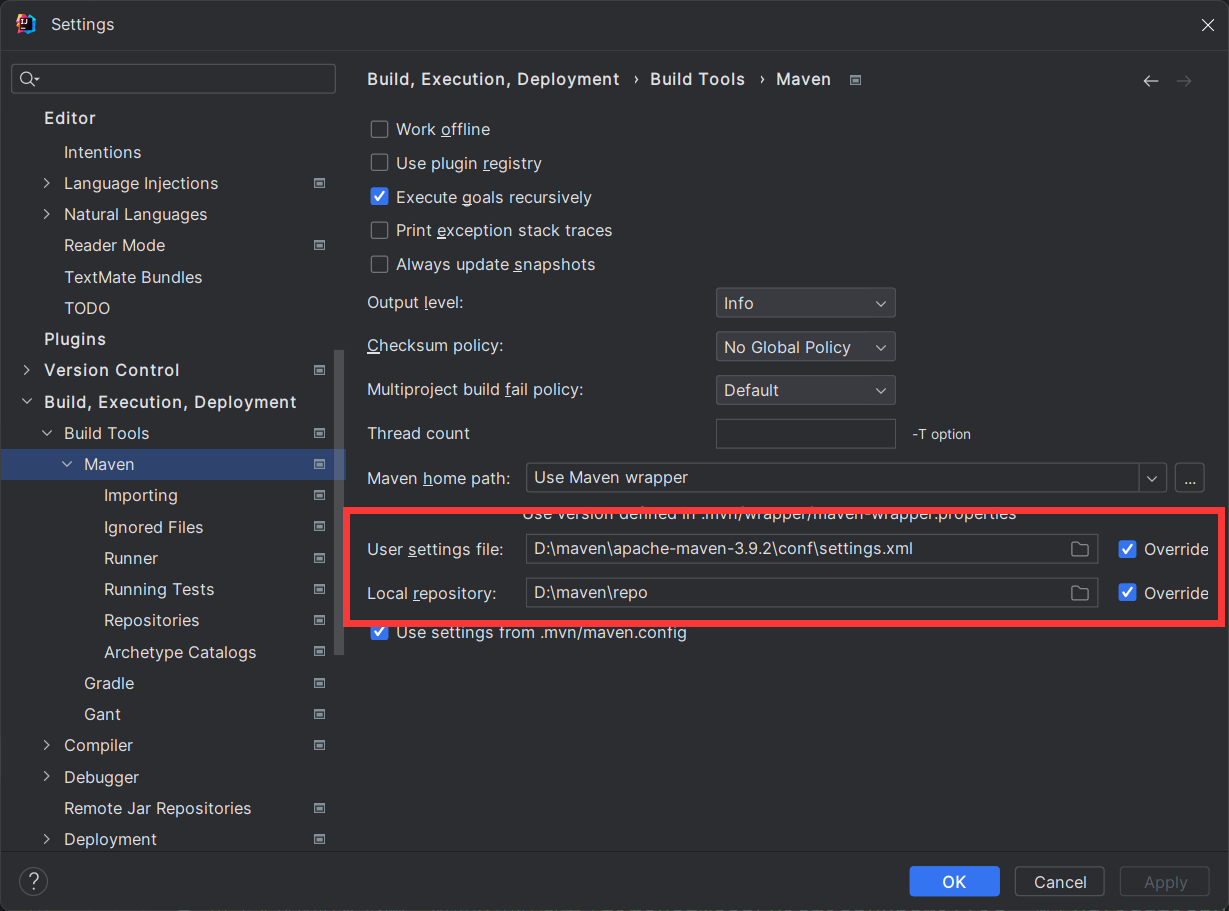 Settings
Build, Execution, Deployment › Build Tools › Maven
Editor
Intentions
Language Injections
Natural Languages
Reader Mode
TextMate Bundles
TODO
Plugins
Version Control
Build, Execution, Deployment
Build Tools
Maven
Importing
Ignored Files
Runner
Running Tests
Repositories
Archetype Catalogs
Gradle
Gant
Compiler
Debugger
Remote Jar Repositories
Deployment
Work offline
Use plugin registry
Execute goals recursively
Print exception stack traces
Always update snapshots
Output level: Info
Checksum policy: No Global Policy
Multiproject build fail policy: Default
Thread count -T option
Maven home path: Use Maven wrapper ...
Use version defined in .mvn/wrapper/maven-wrapper.properties
User settings file: D:\maven\apache-maven-3.9.2\conf\settings.xml Override
Local repository: D:\maven\repo Override
Use settings from .mvn/maven.config
? OK Cancel Apply